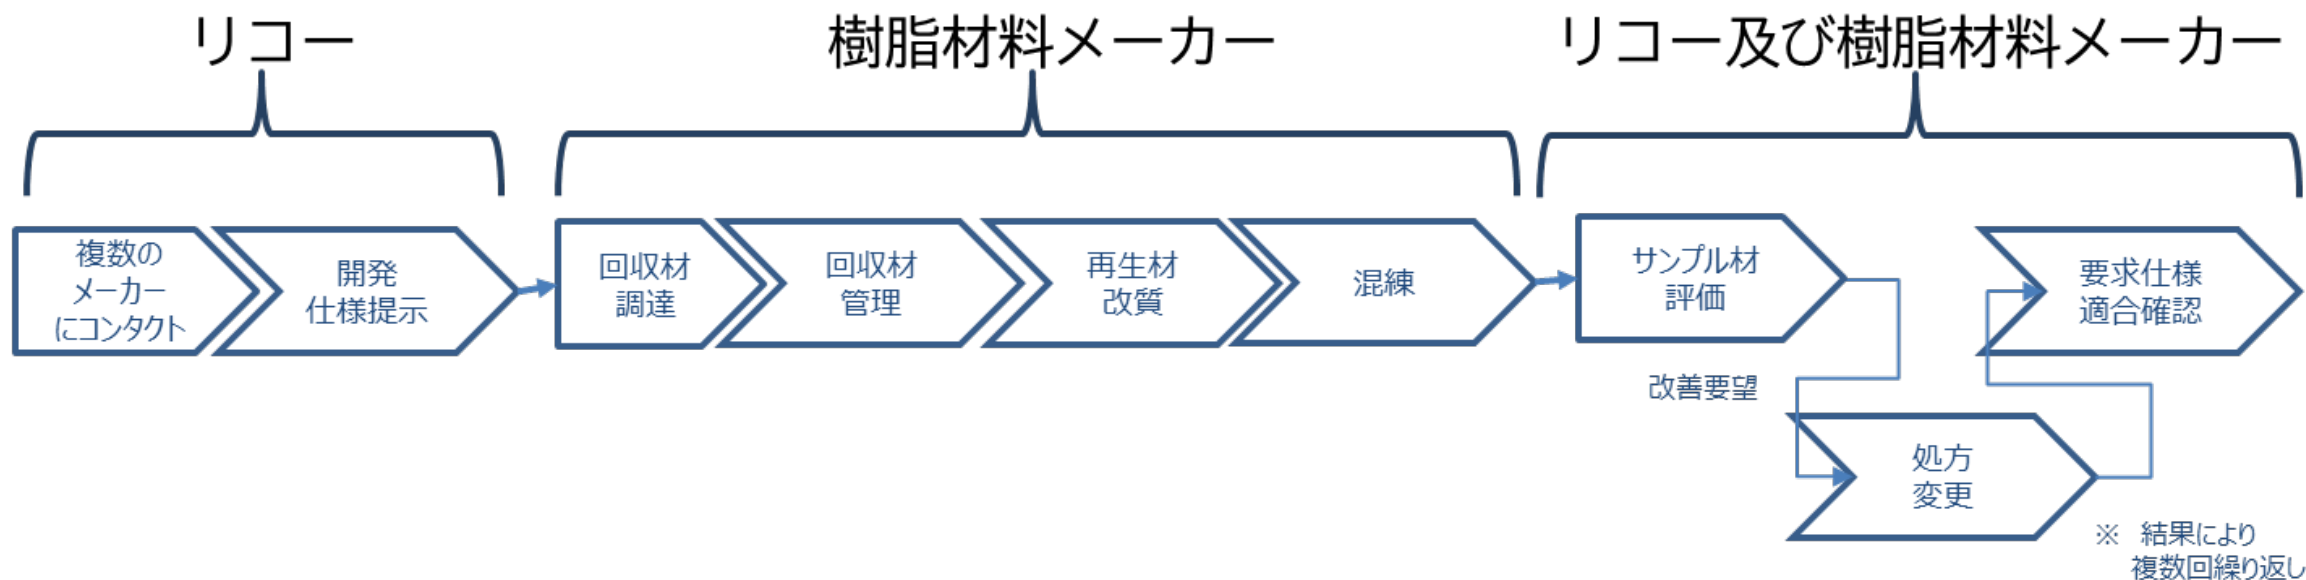 リコー
樹脂材料メーカー
リコー及び樹脂材料メーカー
複数の
メーカー
にコンタクト
開発
仕様提示
回収材
調達
回収材
管理
再生材
改質
混練
サンプル材
評価
改善要望
処方
変更
要求仕様
適合確認
※ 結果により
複数回繰り返し